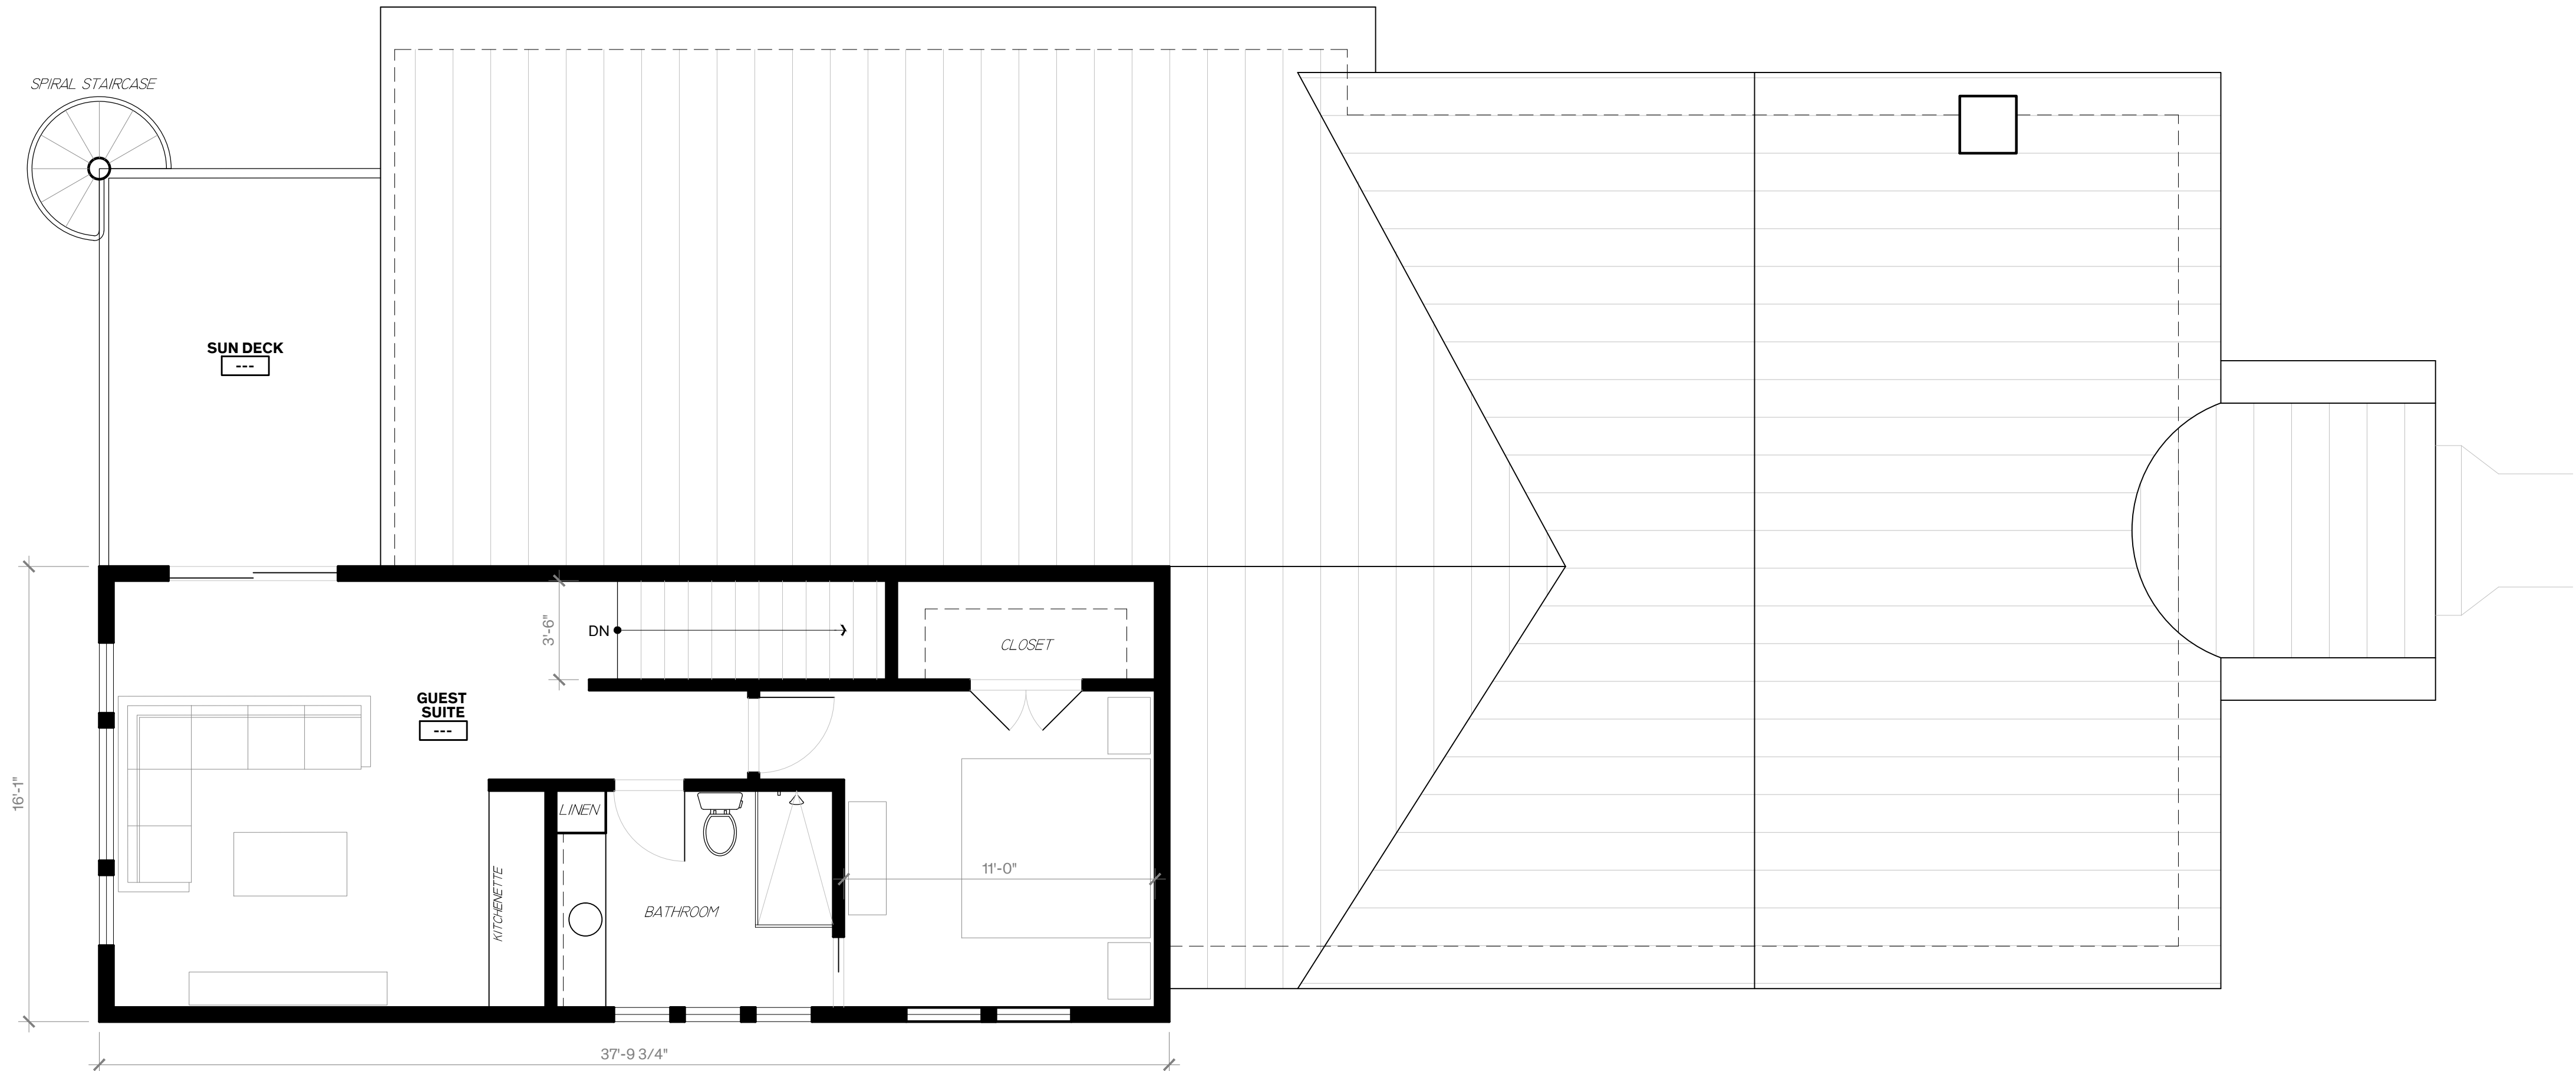 SPIRAL STAIRCASE
SUN DECK
---
DN
3'-6"
CLOSET
GUEST
SUITE
---
16'-1"
LINEN
KITCHENETTE
BATHROOM
11'-0"
37'-9 3/4"